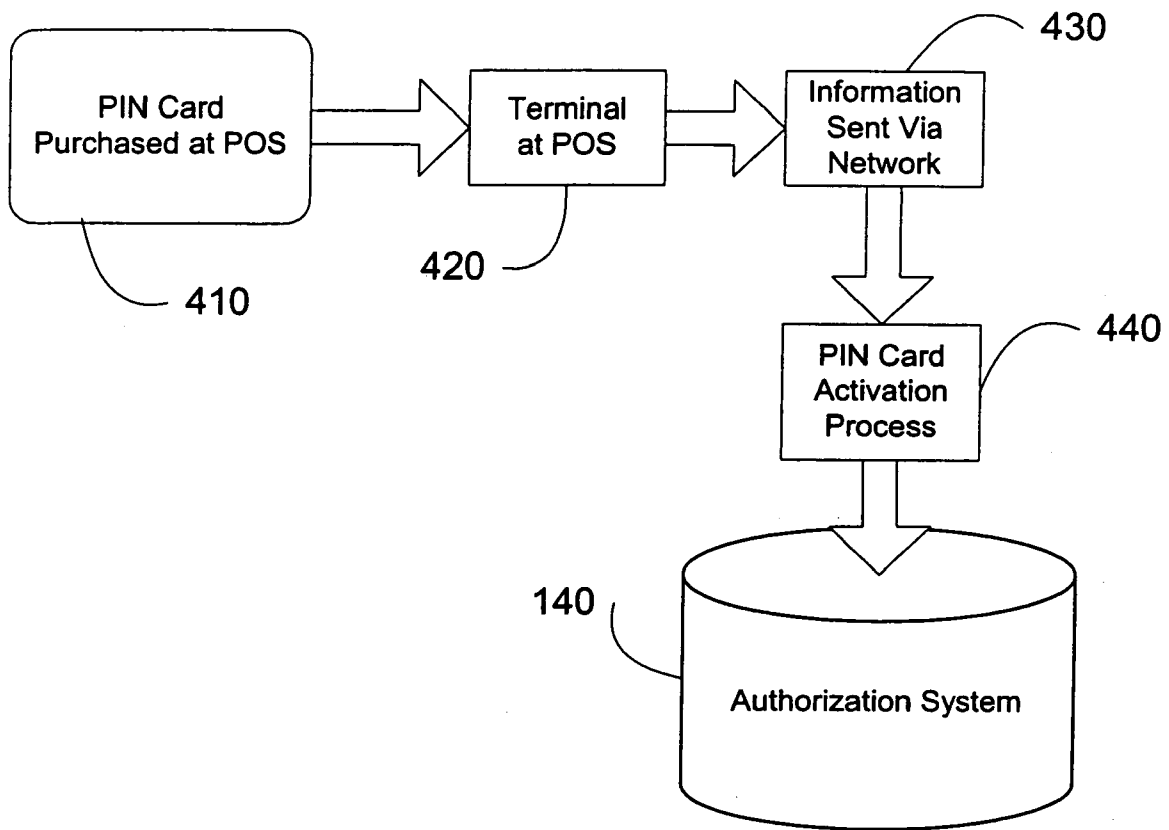 430
PIN Card
Purchased at POS
Terminal
at POS
Information
Sent Via
Network
420
410
440
PIN Card
Activation
Process
140
Authorization System